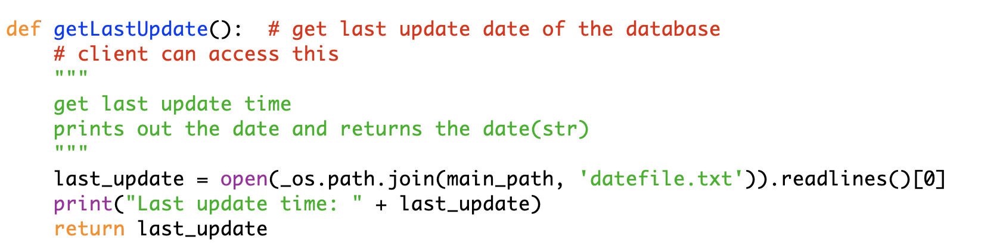 def getLastUpdate():  # get last update date of the database
    # client can access this
    """
    get last update time
    prints out the date and returns the date(str)
    """
    last_update = open(_os.path.join(main_path, 'datefile.txt')).readlines()[0]
    print("Last update time: " + last_update)
    return last_update